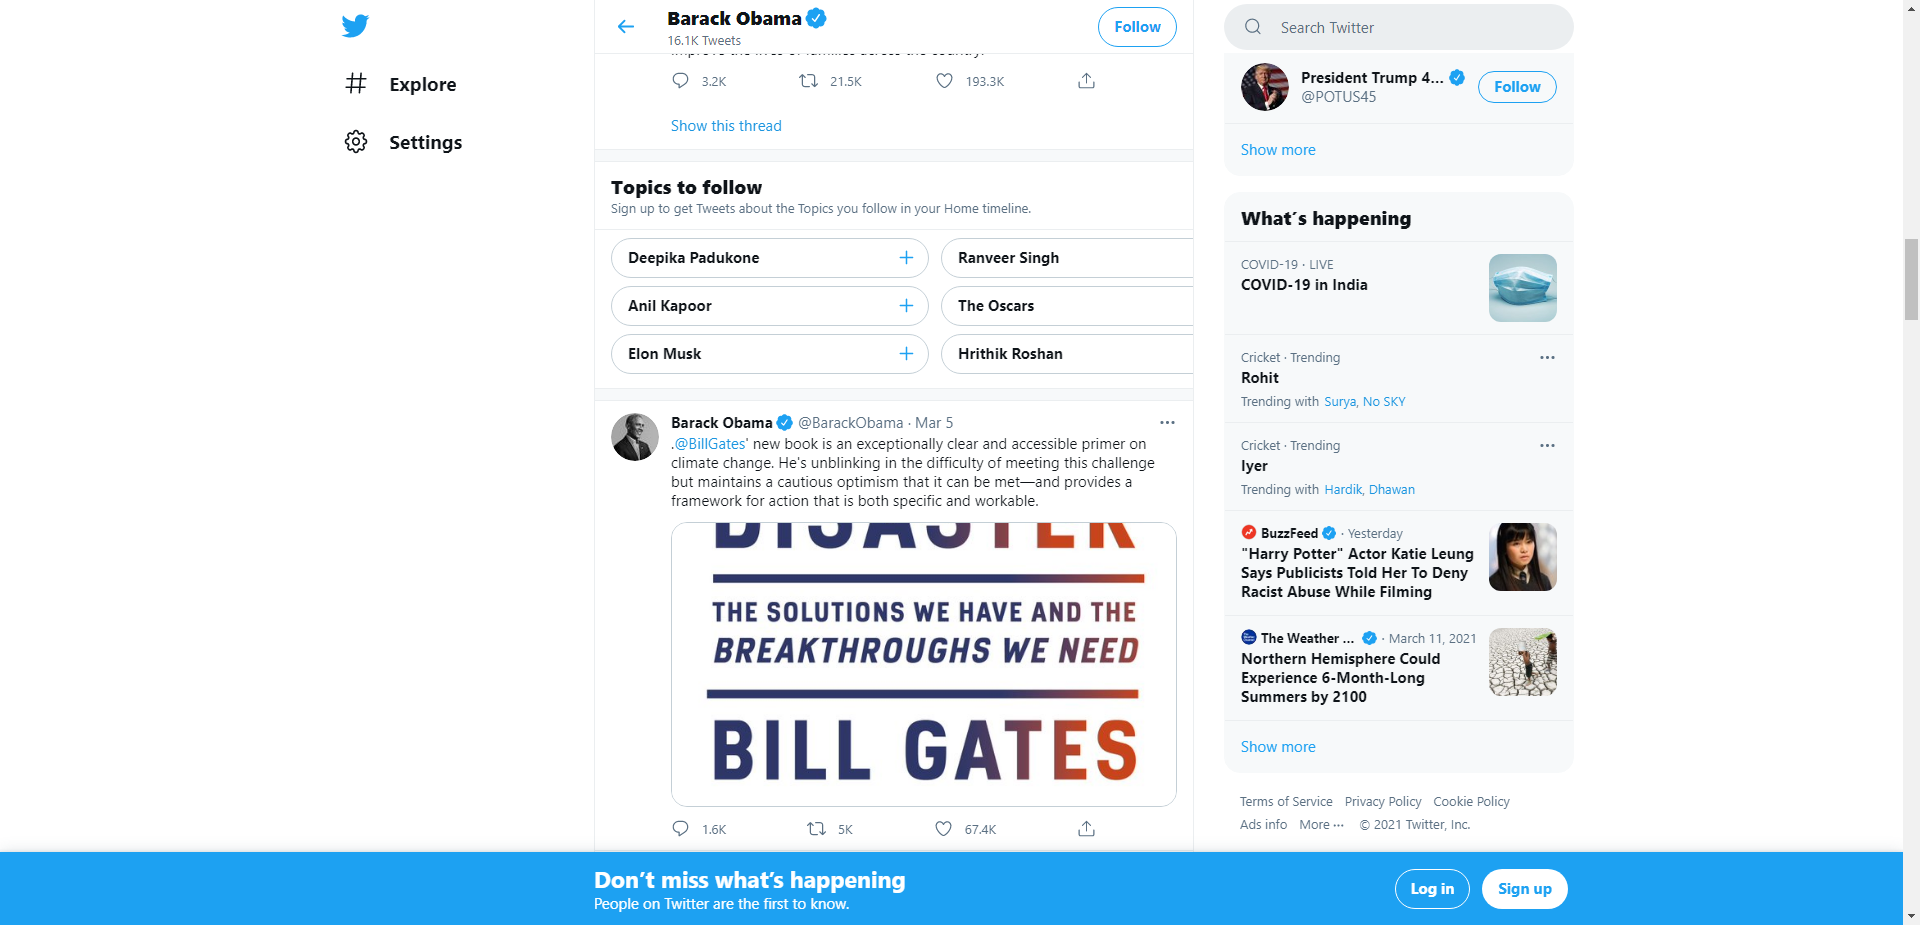 Explore
Settings
Barack Obama
16.1K Tweets
Follow
improve the lives of families across the country.
3.2K
21.5K
193.3K
Show this thread
Topics to follow
Sign up to get Tweets about the Topics you follow in your Home timeline.
Deepika Padukone
Ranveer Singh
Anil Kapoor
The Oscars
Elon Musk
Hrithik Roshan
Barack Obama @BarackObama · Mar 5
.@BillGates' new book is an exceptionally clear and accessible primer on
climate change. He's unblinking in the difficulty of meeting this challenge
but maintains a cautious optimism that it can be met—and provides a
framework for action that is both specific and workable.
DISASTER
THE SOLUTIONS WE HAVE AND THE
BREAKTHROUGHS WE NEED
BILL GATES
1.6K
5K
67.4K
Search Twitter
President Trump 4...
@POTUS45
Follow
Show more
What's happening
COVID-19 · LIVE
COVID-19 in India
Cricket · Trending
Rohit
Trending with Surya, No SKY
Cricket · Trending
Iyer
Trending with Hardik, Dhawan
BuzzFeed · Yesterday
"Harry Potter" Actor Katie Leung
Says Publicists Told Her To Deny
Racist Abuse While Filming
The Weather ... · March 11, 2021
Northern Hemisphere Could
Experience 6-Month-Long
Summers by 2100
Show more
Terms of Service Privacy Policy Cookie Policy
Ads info More ··· © 2021 Twitter, Inc.
Don't miss what's happening
People on Twitter are the first to know.
Log in
Sign up